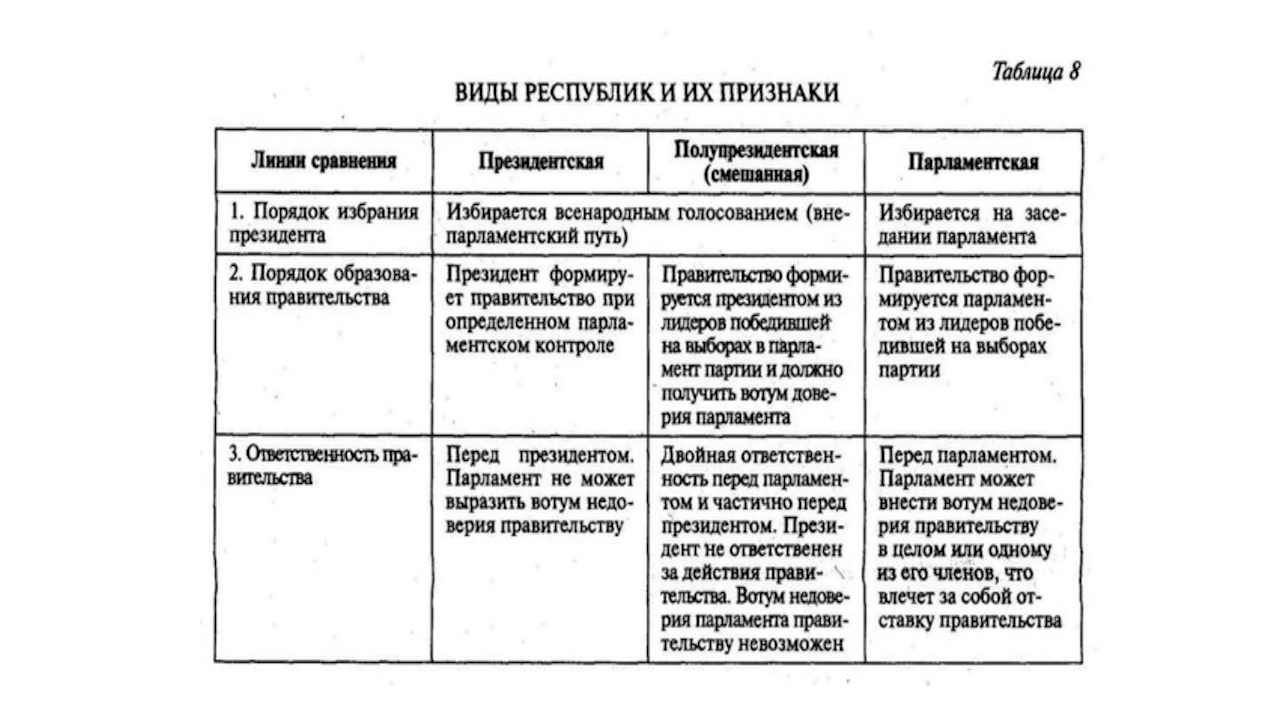 Таблица 8
ВИДЫ РЕСПУБЛИК И ИХ ПРИЗНАКИ
Линии сравнения
Президентская
Полупрезидентская
(смешанная)
Парламентская
1. Порядок избрания
президента
Избирается всенародным голосованием (вне-
парламентский путь)
Избирается на засе-
дании парламента
2. Порядок образова-
ния правительства
Президент формиру-
ет правительство при
определенном парла-
ментском контроле
Правительство форми-
руется президентом из
лидеров победившей
на выборах в парла-
мент партии и должно
получить вотум дове-
рия парламента
Правительство фор-
мируется парламен-
том из лидеров побе-
дившей на выборах
партии
3. Ответственность пра-
вительства
Перед президентом.
Парламент не может
выразить вотум недо-
верия правительству
Двойная ответствен-
ность перед парламен-
том и частично перед
президентом. Прези-
дент не ответственен
за действия прави-
тельства. Вотум недове-
рия парламента прави-
тельству невозможен
Перед парламентом.
Парламент может
внести вотум недове-
рия правительству
в целом или одному
из его членов, что
влечет за собой от-
ставку правительства